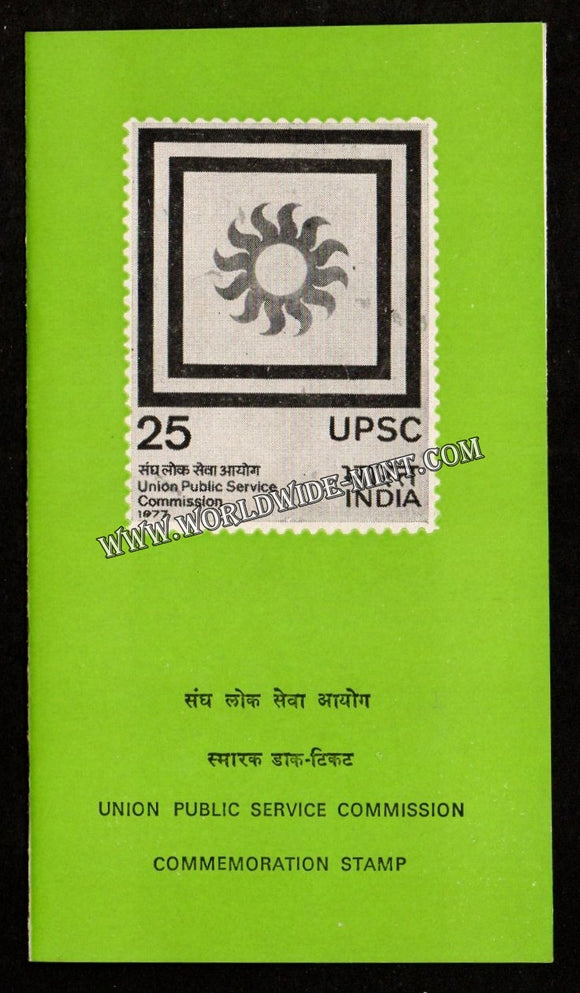 25 UPSC
संघ लोक सेवा आयोग भारत
Union Public Service
Commission INDIA
1977
WWW.WORLDWIDE-MINT.COM
संघ लोक सेवा आयोग
स्मारक डाक-टिकट
UNION PUBLIC SERVICE COMMISSION
COMMEMORATION STAMP